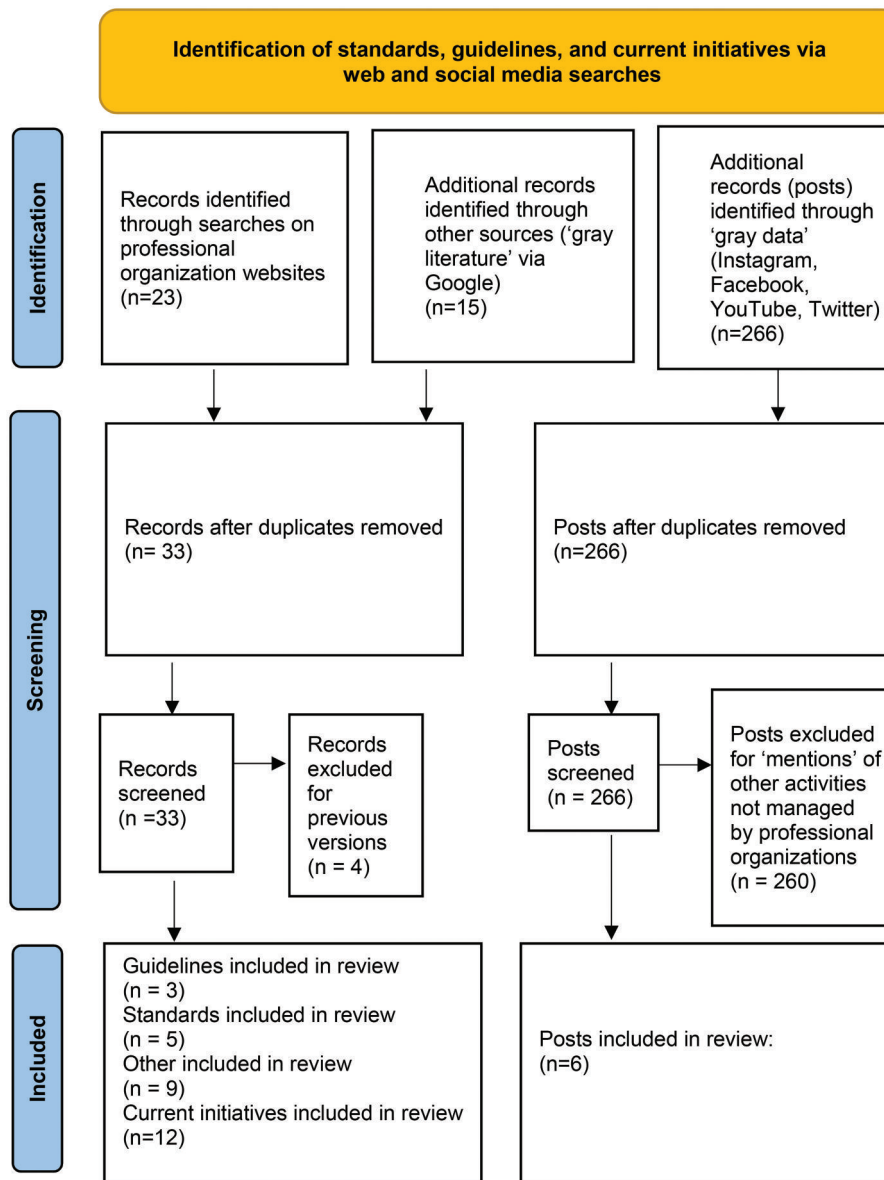 Identification of standards, guidelines, and current initiatives via
web and social media searches
Identification
Records identified
through searches on
professional
organization websites
(n=23)
Additional records
identified through
other sources (‘gray
literature’ via
Google)
(n=15)
Additional
records (posts)
identified through
‘gray data’
(Instagram,
Facebook,
YouTube, Twitter)
(n=266)
Screening
Records after duplicates removed
(n= 33)
Posts after duplicates removed
(n=266)
Records
screened
(n =33)
Records
excluded
for
previous
versions
(n = 4)
Posts
screened
(n = 266)
Posts excluded
for ‘mentions’ of
other activities
not managed
by professional
organizations
(n = 260)
Included
Guidelines included in review
(n = 3)
Standards included in review
(n = 5)
Other included in review
(n = 9)
Current initiatives included in review
(n=12)
Posts included in review:
(n=6)